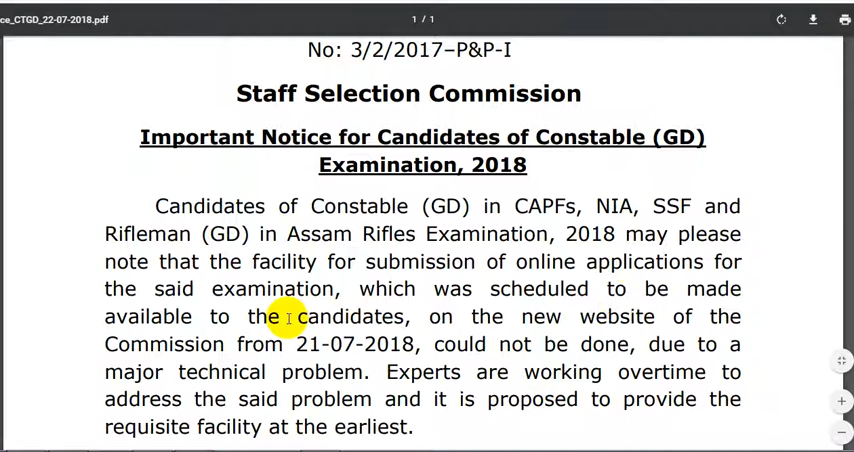 ce_CTGD_22-07-2018.pdf
1 / 1
No: 3/2/2017–P&P-I
Staff Selection Commission
Important Notice for Candidates of Constable (GD)
Examination, 2018
Candidates of Constable (GD) in CAPFs, NIA, SSF and
Rifleman (GD) in Assam Rifles Examination, 2018 may please
note that the facility for submission of online applications for
the said examination, which was scheduled to be made
available to the candidates, on the new website of the
Commission from 21-07-2018, could not be done, due to a
major technical problem. Experts are working overtime to
address the said problem and it is proposed to provide the
requisite facility at the earliest.